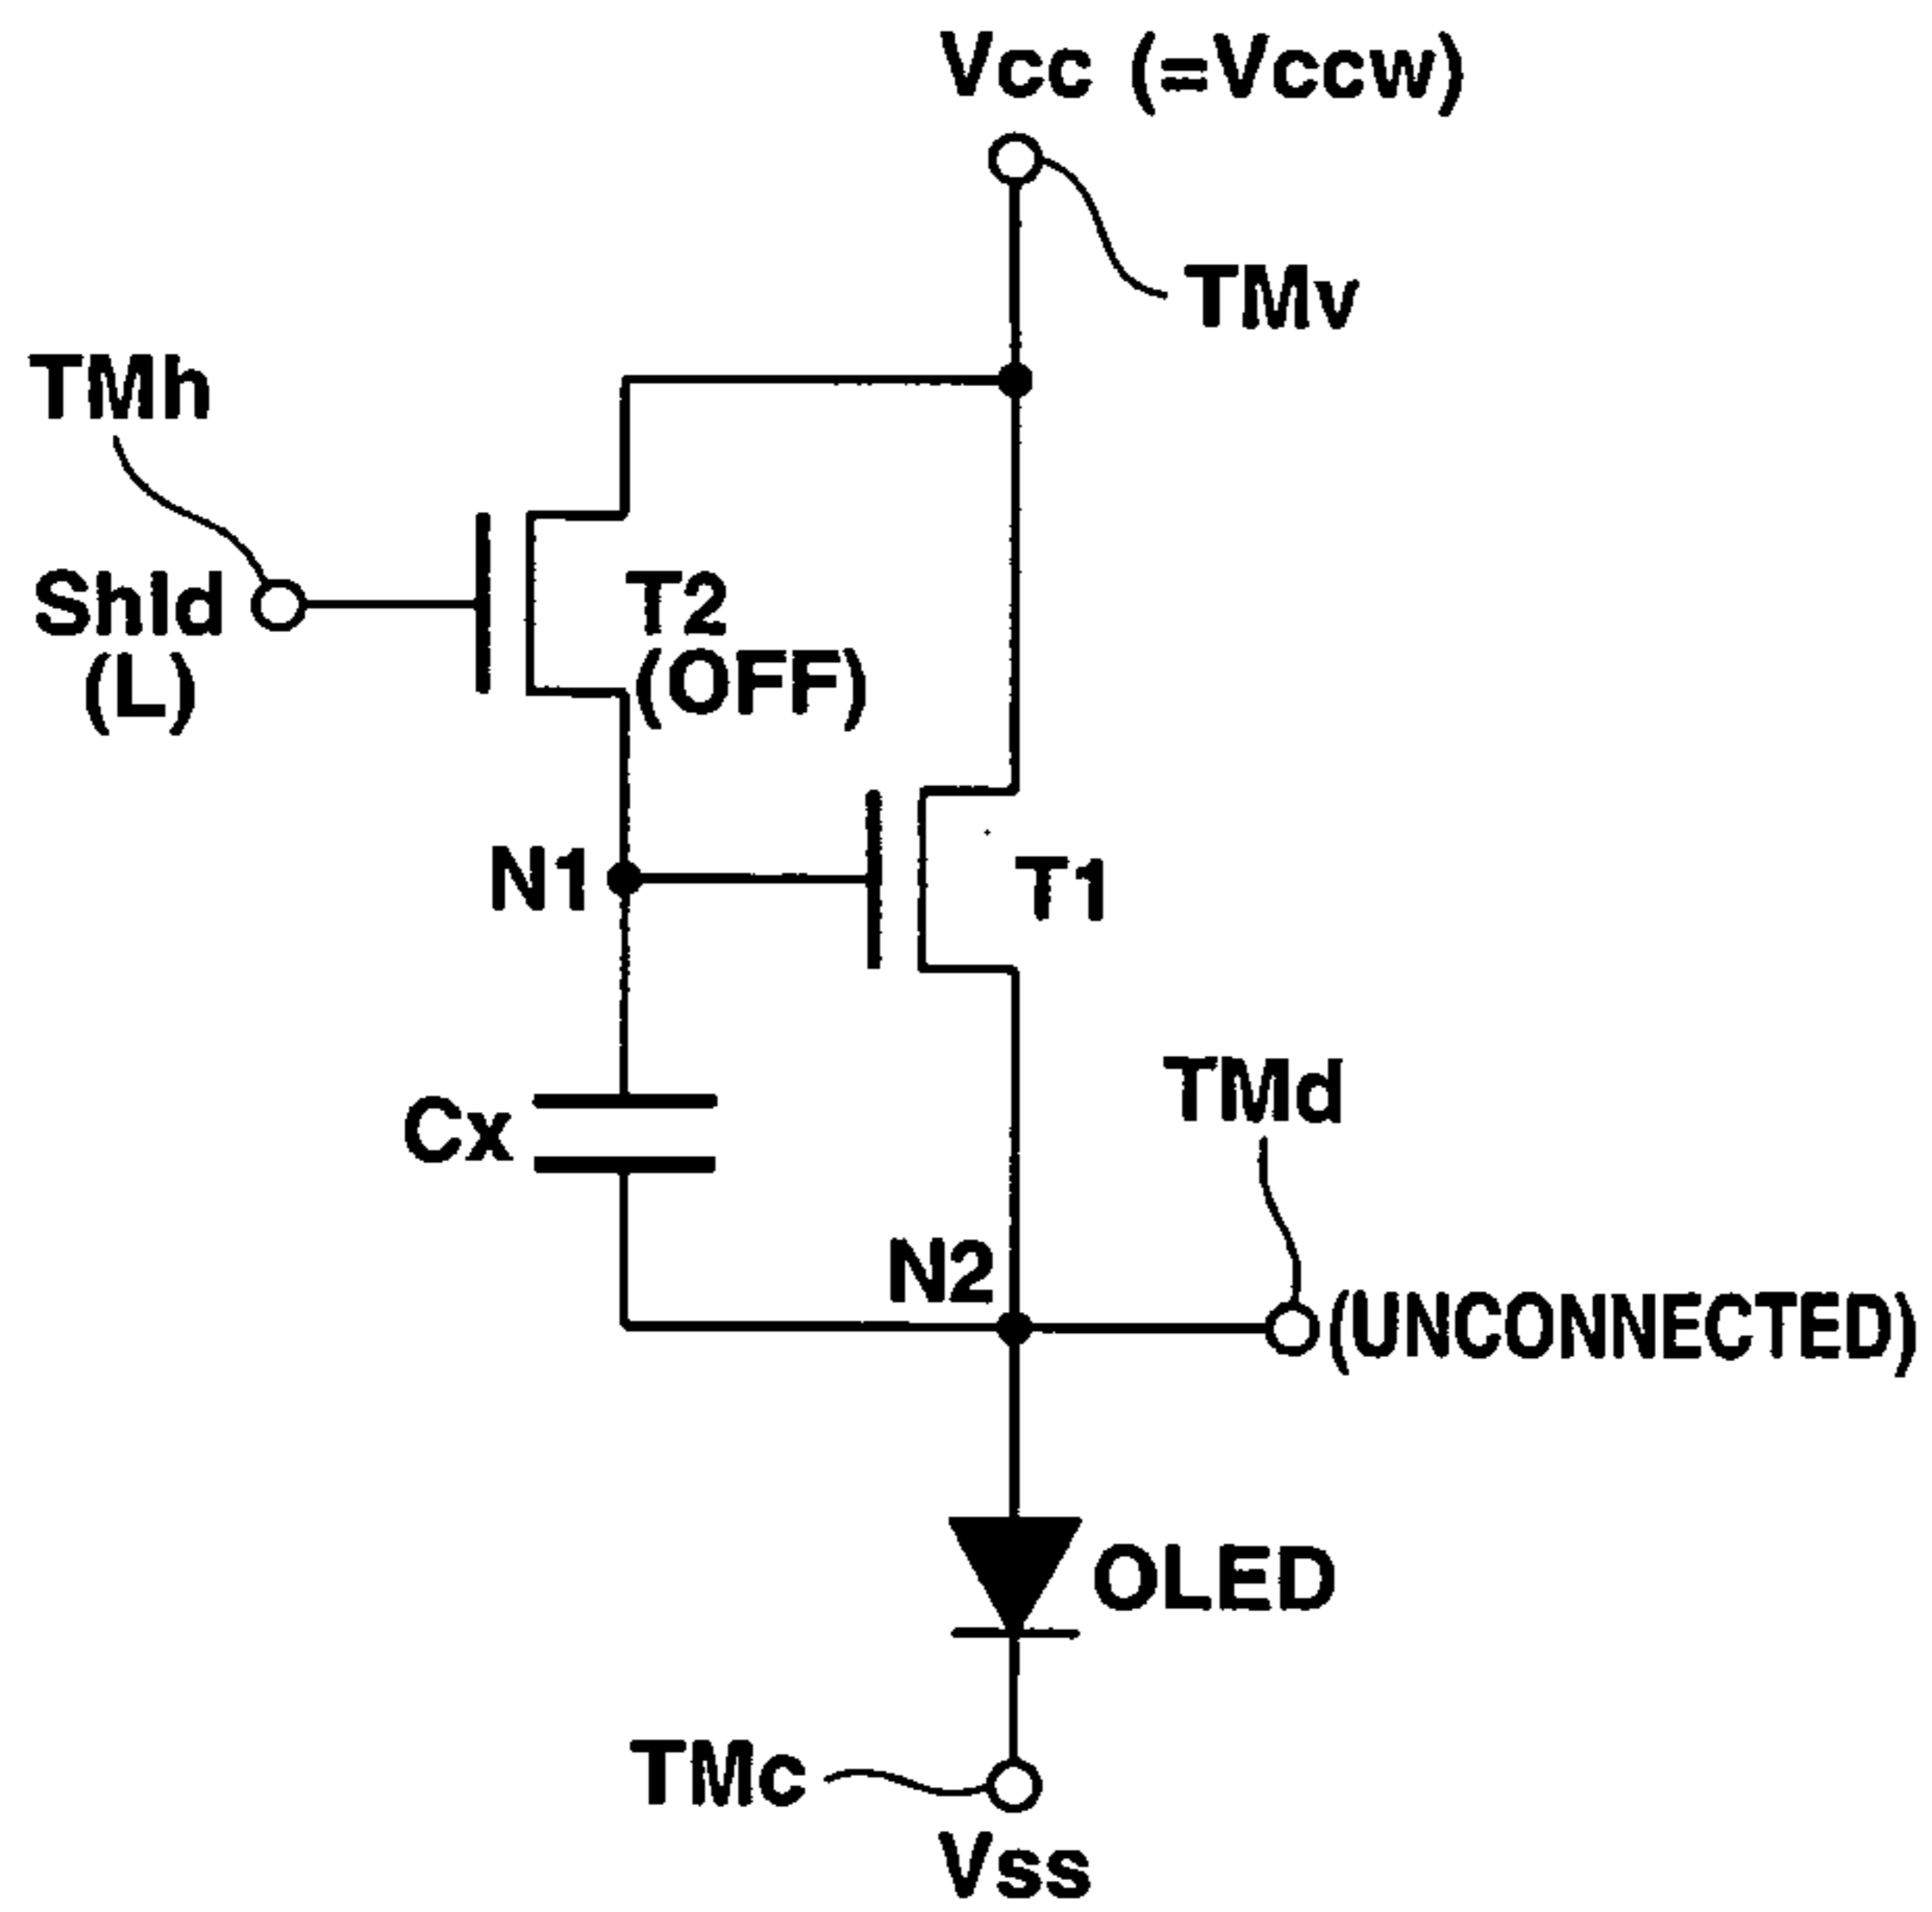 Vcc (=Vccw)
TMv
TMh
Shld
(L)
T2
(OFF)
N1
T1
Cx
TMd
N2
(UNCONNECTED)
OLED
TMc
Vss